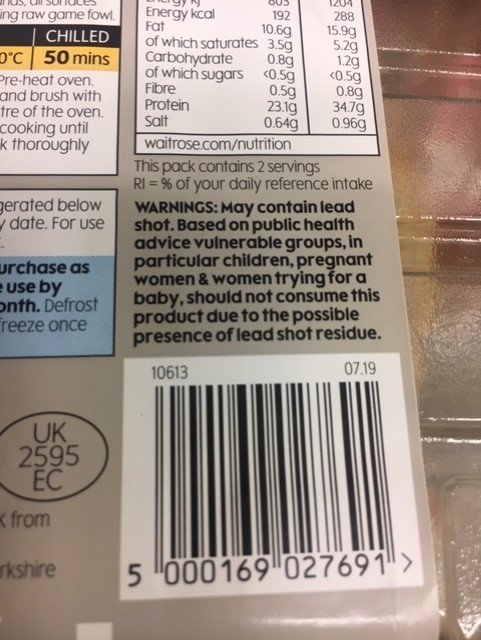 ing raw game fowl.
CHILLED
0°C 50 mins
Pre-heat oven.
and brush with
tre of the oven.
cooking until
k thoroughly
gerated below
y date. For use
urchase as
e use by
onth. Defrost
freeze once
UK
2595
EC
k from
rkshire
803 1204
Energy kcal 192 288
Fat 10.6g 15.9g
of which saturates 3.5g 5.2g
Carbohydrate 0.8g 1.2g
of which sugars <0.5g <0.5g
Fibre 0.5g 0.8g
Protein 23.1g 34.7g
Salt 0.64g 0.96g
waitrose.com/nutrition
This pack contains 2 servings
RI = % of your daily reference intake
WARNINGS: May contain lead
shot. Based on public health
advice vulnerable groups, in
particular children, pregnant
women & women trying for a
baby, should not consume this
product due to the possible
presence of lead shot residue.
10613 07.19
5 000169 027691 >